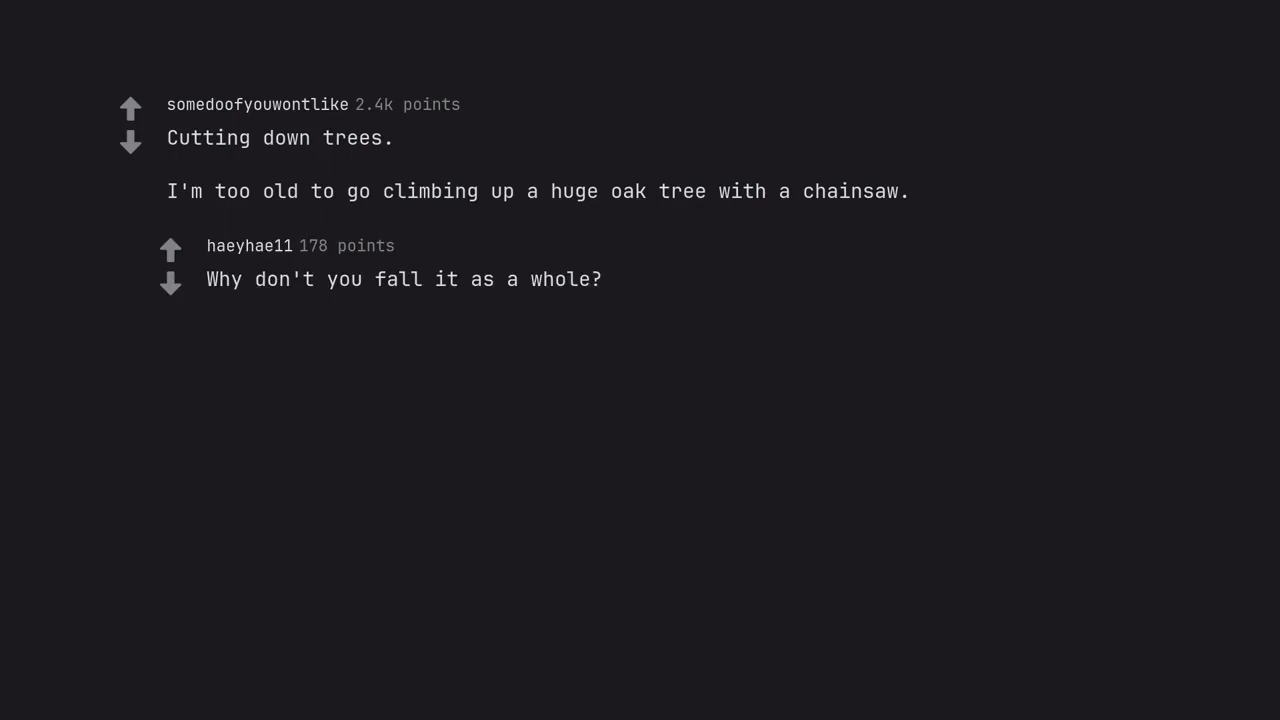 somedoofyouwontlike 2.4k points
Cutting down trees.
I'm too old to go climbing up a huge oak tree with a chainsaw.
haeyhae11 178 points
Why don't you fall it as a whole?